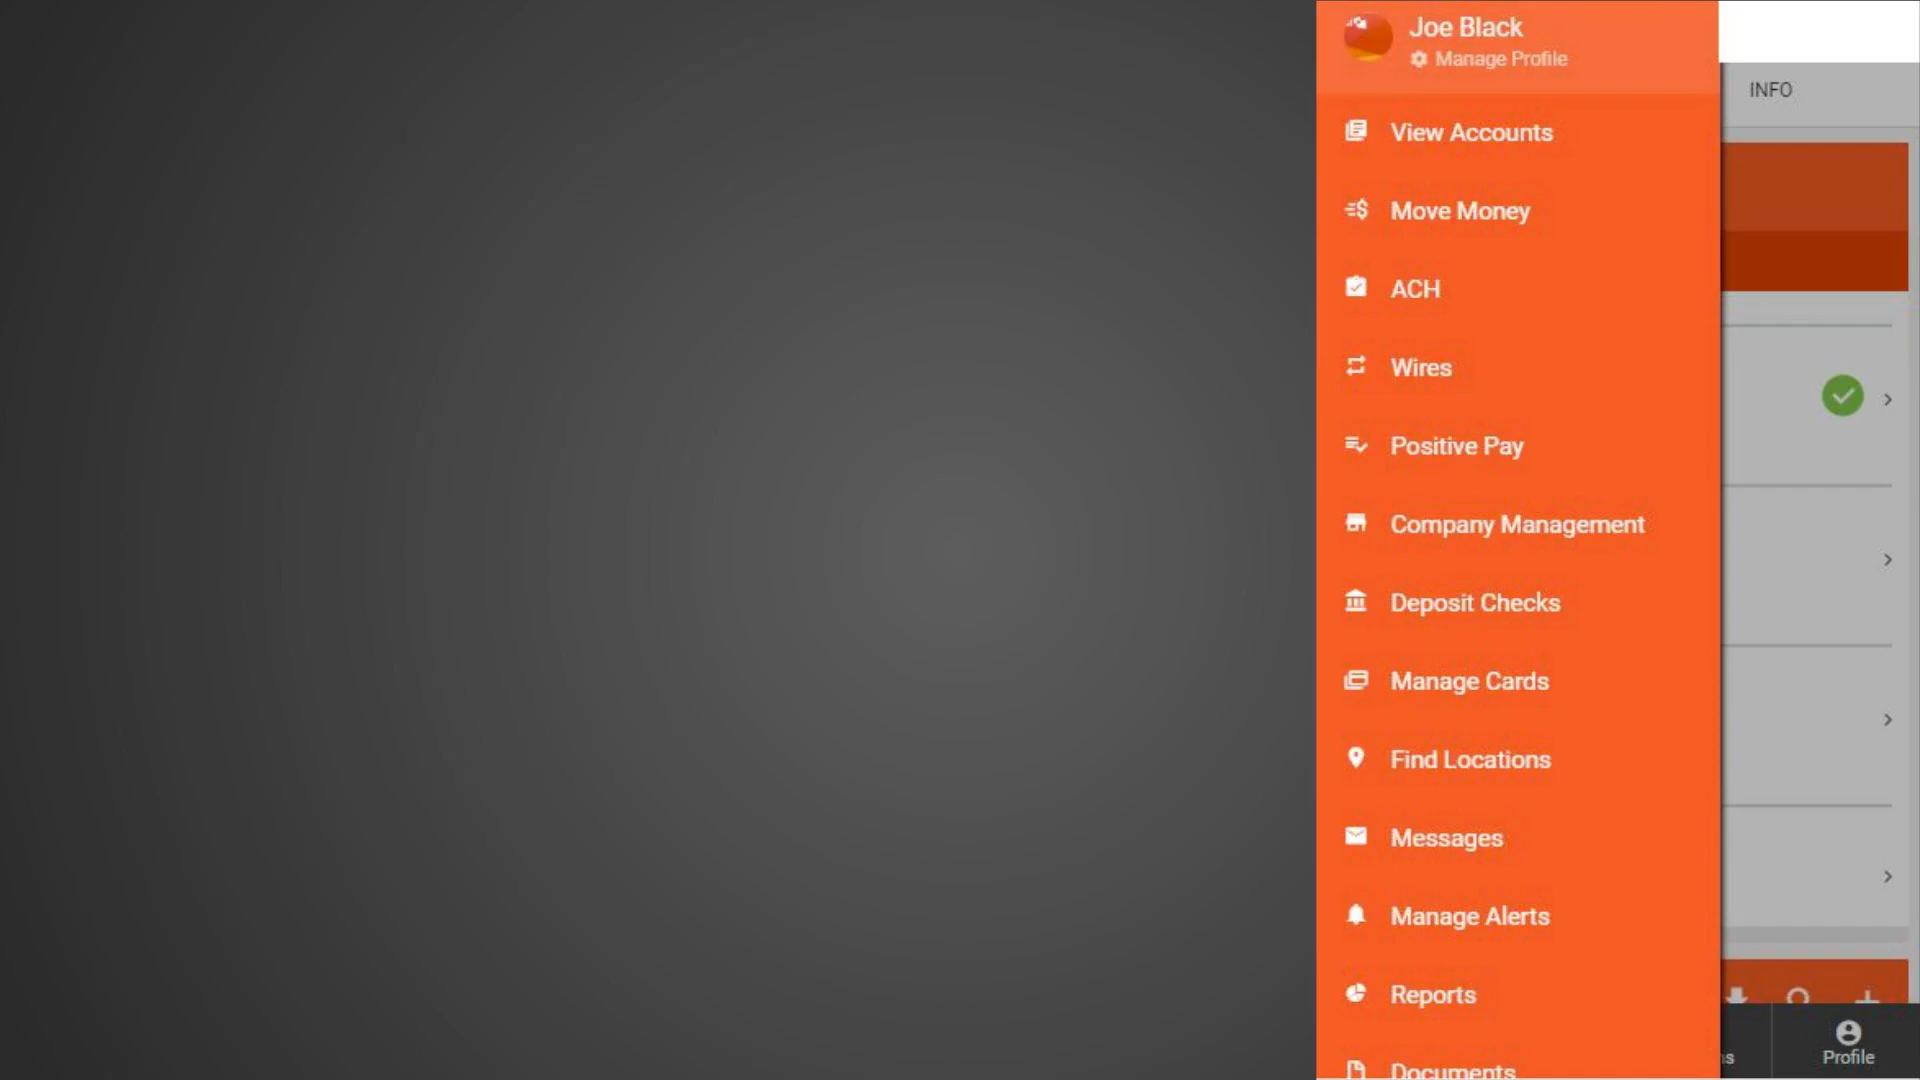 Joe Black
Manage Profile
INFO
View Accounts
Move Money
ACH
Wires
Positive Pay
Company Management
Deposit Checks
Manage Cards
Find Locations
Messages
Manage Alerts
Reports
Documents
ns
Profile